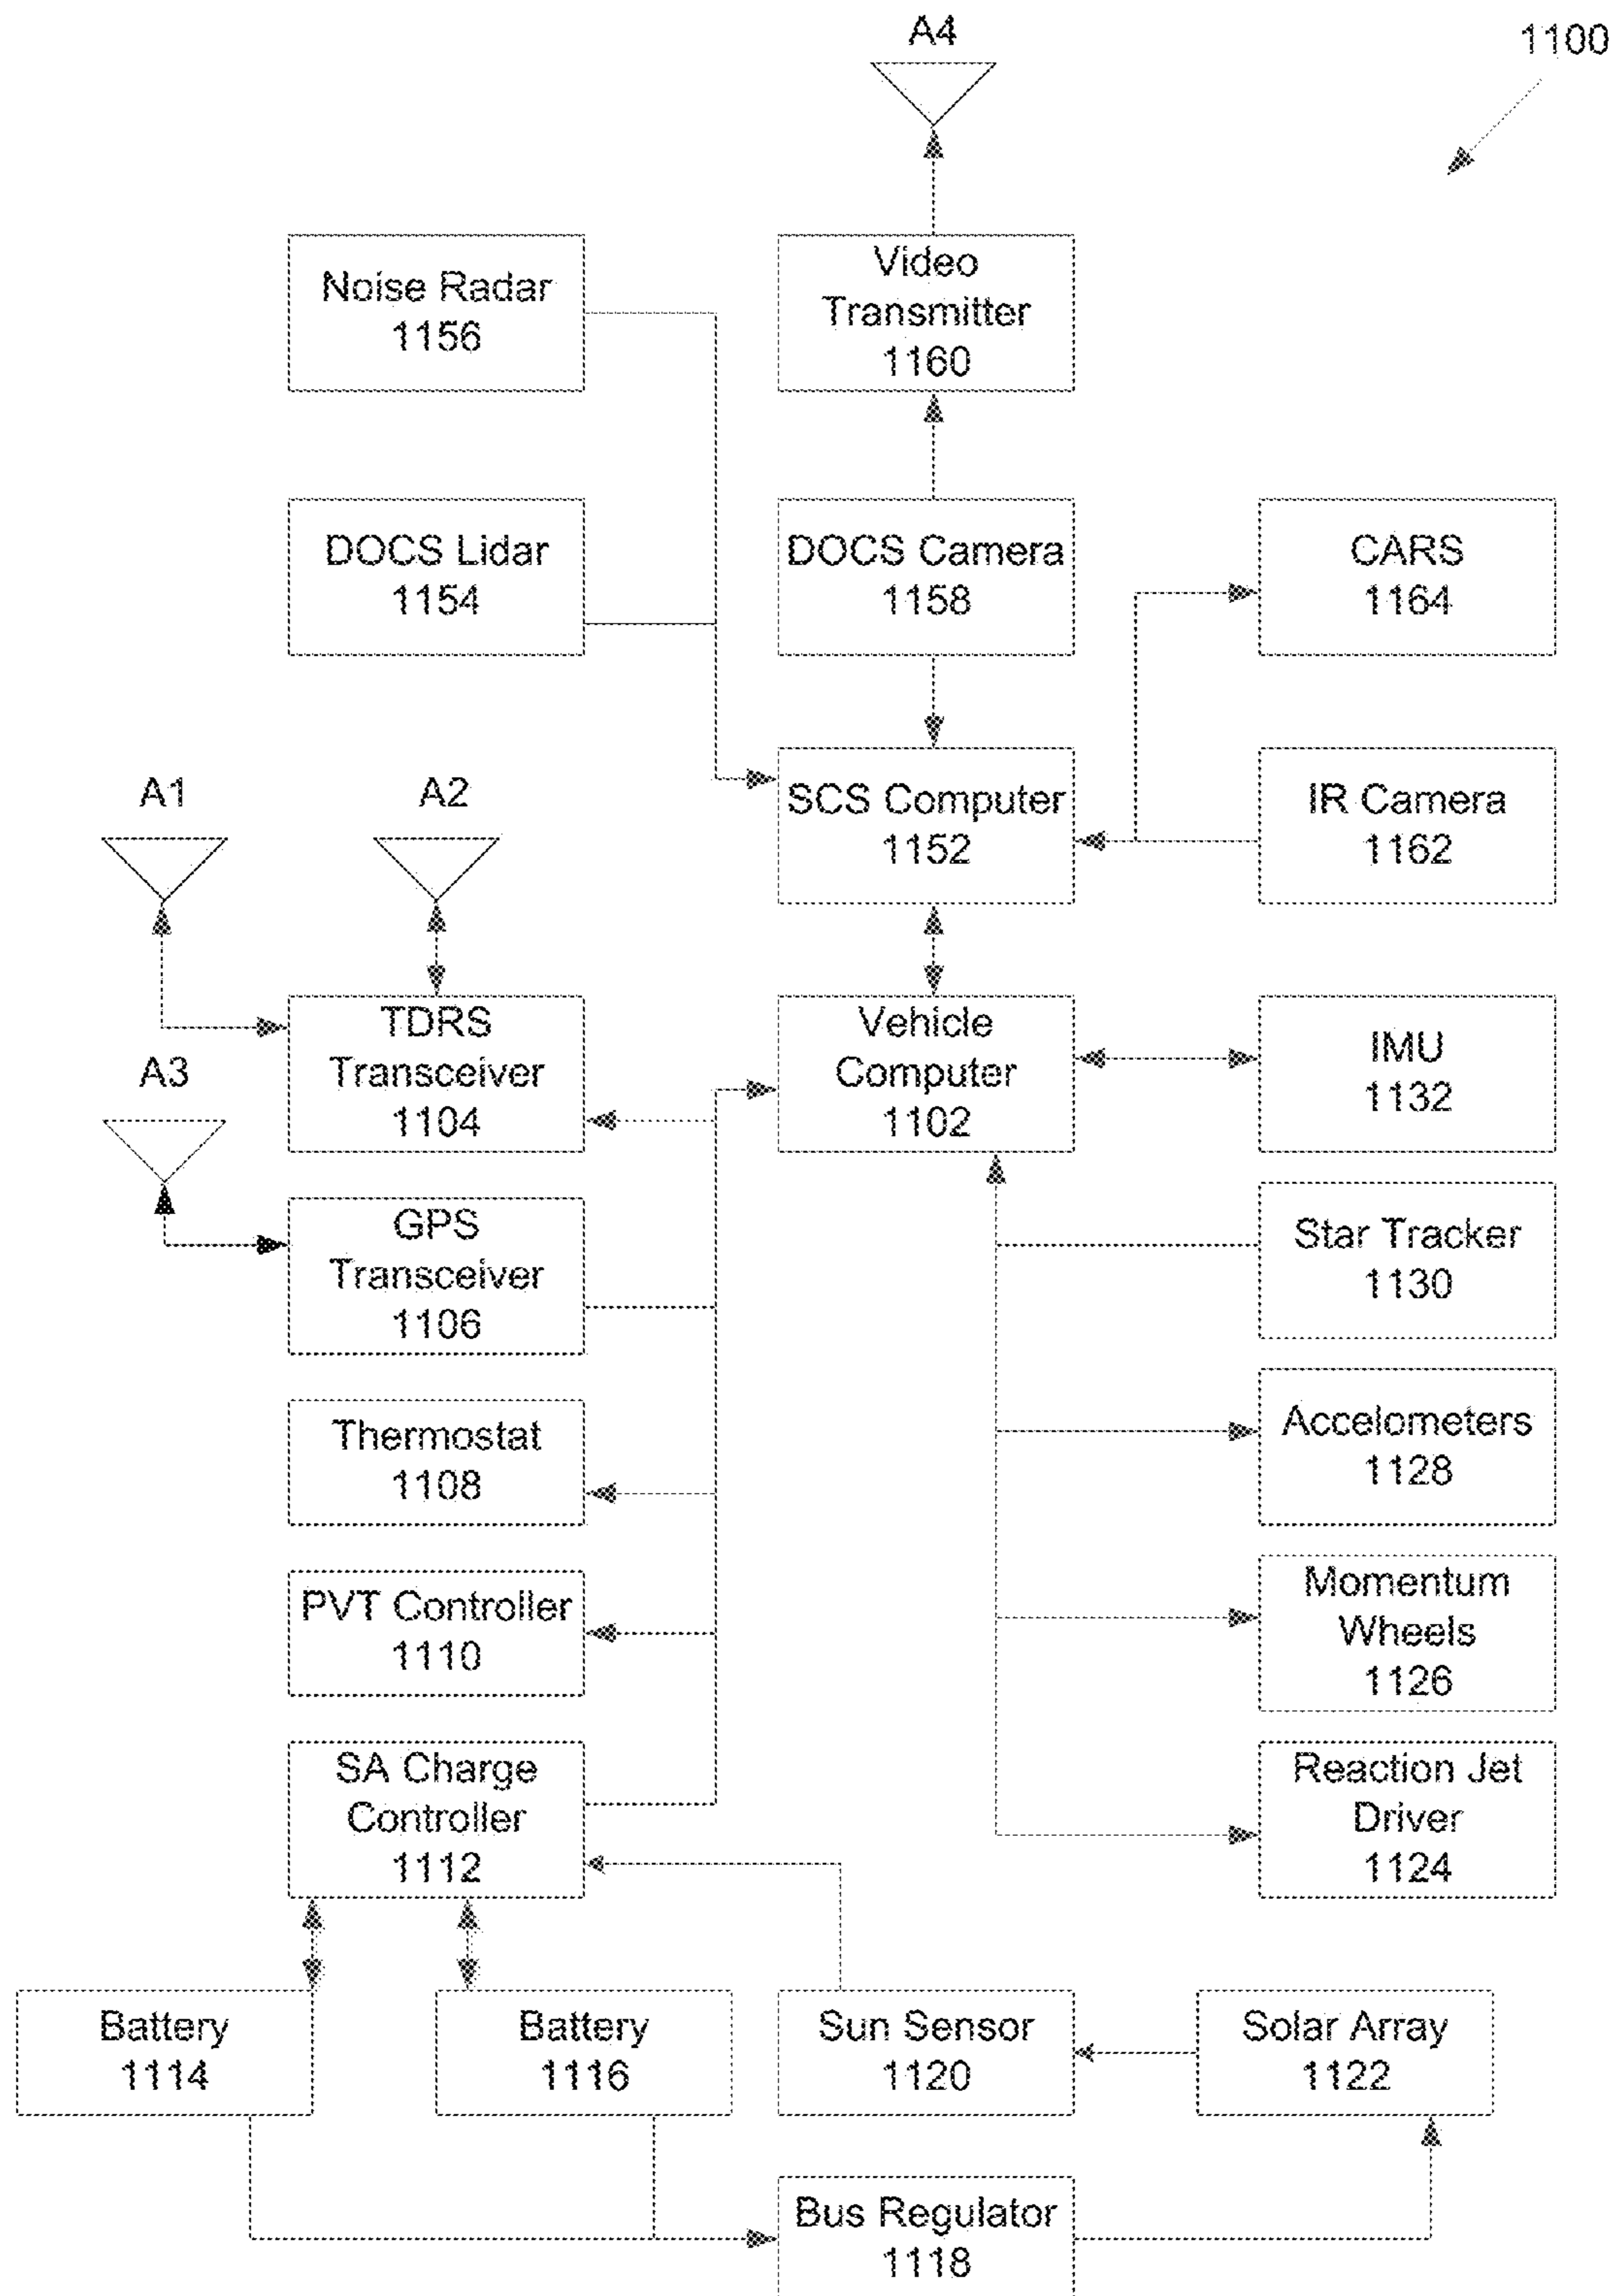 A4
1100
Noise Radar
1156
Video
Transmitter
1160
DOCS Lidar
1154
DOCS Camera
1158
CARS
1164
A1
A2
SCS Computer
1152
IR Camera
1162
TDRS
Transceiver
1104
Vehicle
Computer
1102
IMU
1132
A3
GPS
Transceiver
1106
Star Tracker
1130
Thermostat
1108
Accelometers
1128
PVT Controller
1110
Momentum
Wheels
1126
SA Charge
Controller
1112
Reaction Jet
Driver
1124
Battery
1114
Battery
1116
Sun Sensor
1120
Solar Array
1122
Bus Regulator
1118